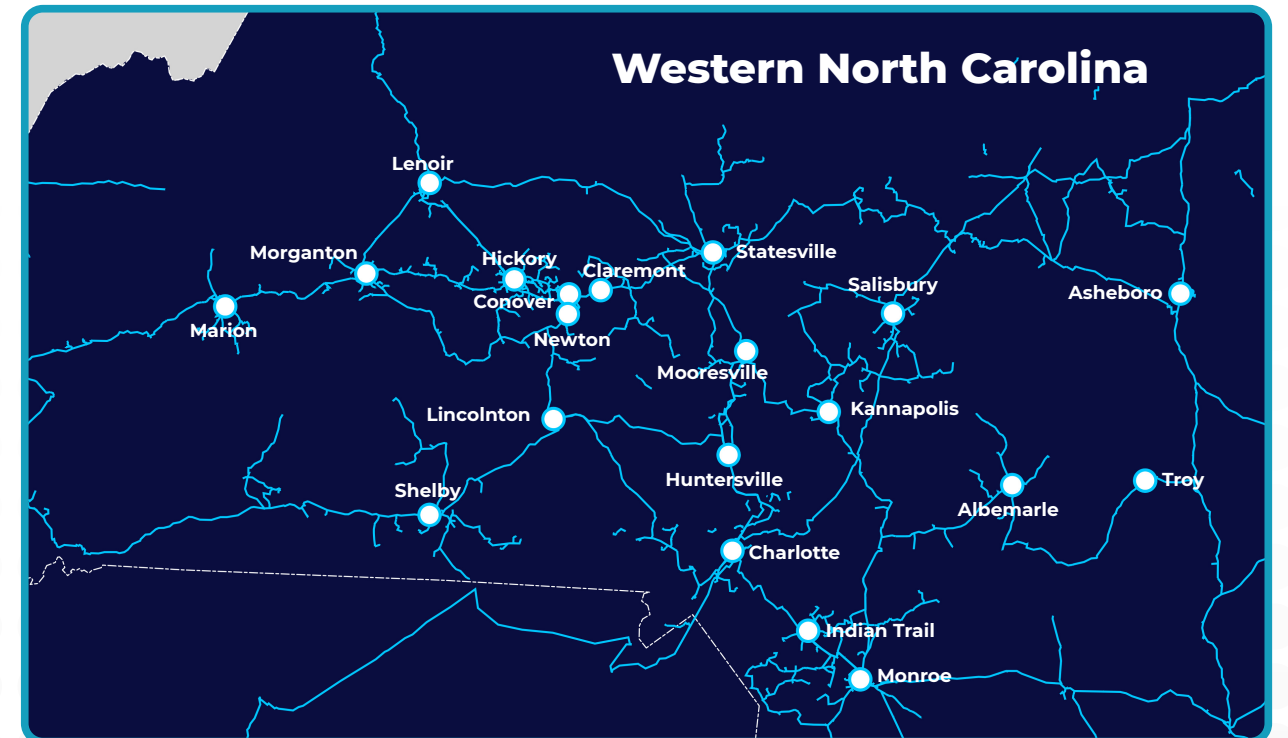 Western North Carolina
Lenoir
Morganton
Hickory
Claremont
Statesville
Salisbury
Asheboro
Conover
Marion
Newton
Mooresville
Lincolnton
Kannapolis
Huntersville
Shelby
Albemarle
Troy
Charlotte
Indian Trail
Monroe